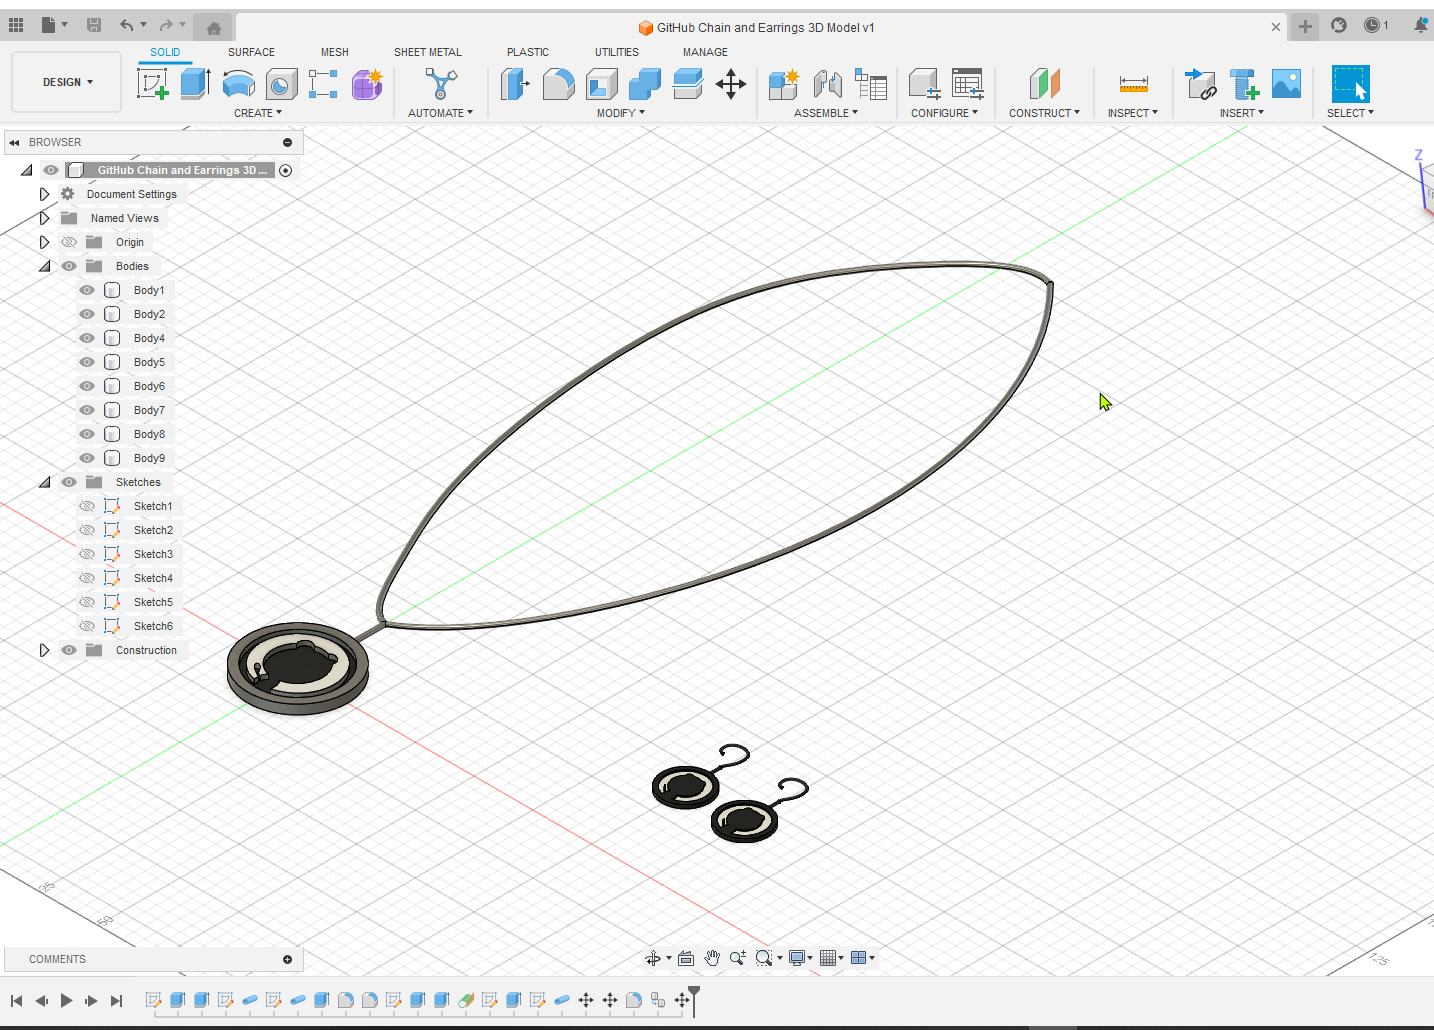 GitHub Chain and Earrings 3D Model v1
1
DESIGN
SOLID SURFACE MESH SHEET METAL PLASTIC UTILITIES MANAGE
CREATE AUTOMATE MODIFY ASSEMBLE CONFIGURE CONSTRUCT INSPECT INSERT SELECT
BROWSER
GitHub Chain and Earrings 3D ...
Document Settings
Named Views
Origin
Bodies
Body1
Body2
Body4
Body5
Body6
Body7
Body8
Body9
Sketches
Sketch1
Sketch2
Sketch3
Sketch4
Sketch5
Sketch6
Construction
Z
25
50
125
COMMENTS